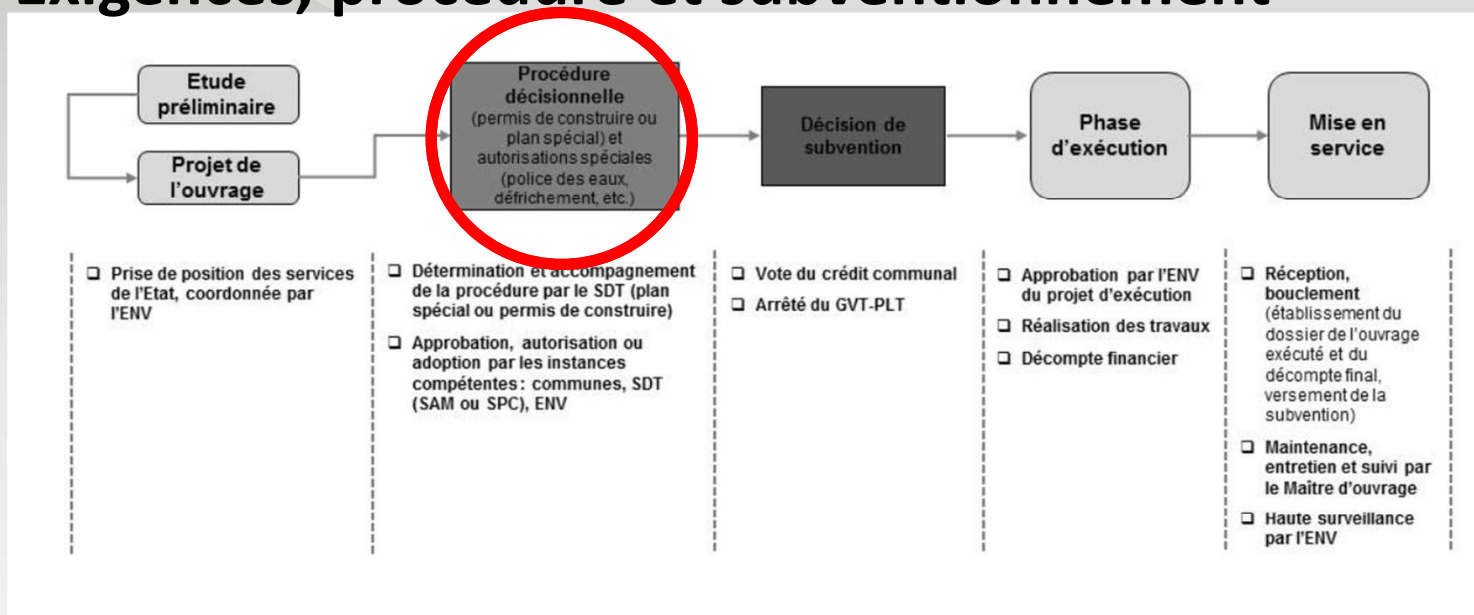 Exigences, procédure et subventionnement
Etude
préliminaire
Projet de
l'ouvrage
Procédure
décisionnelle
(permis de construire ou
plan spécial) et
autorisations spéciales
(police des eaux,
défrichement, etc.)
Décision de
subvention
Phase
d'exécution
Mise en
service
❑ Prise de position des services
de l'Etat, coordonnée par
l'ENV
❑ Détermination et accompagnement
de la procédure par le SDT (plan
spécial ou permis de construire)
❑ Approbation, autorisation ou
adoption par les instances
compétentes : communes, SDT
(SAM ou SPC), ENV
❑ Vote du crédit communal
❑ Arrêté du GVT-PLT
❑ Approbation par l'ENV
du projet d'exécution
❑ Réalisation des travaux
❑ Décompte financier
❑ Réception,
bouclement
(établissement du
dossier de l'ouvrage
exécuté et du
décompte final,
versement de la
subvention)
❑ Maintenance,
entretien et suivi par
le Maître d'ouvrage
❑ Haute surveillance
par l'ENV